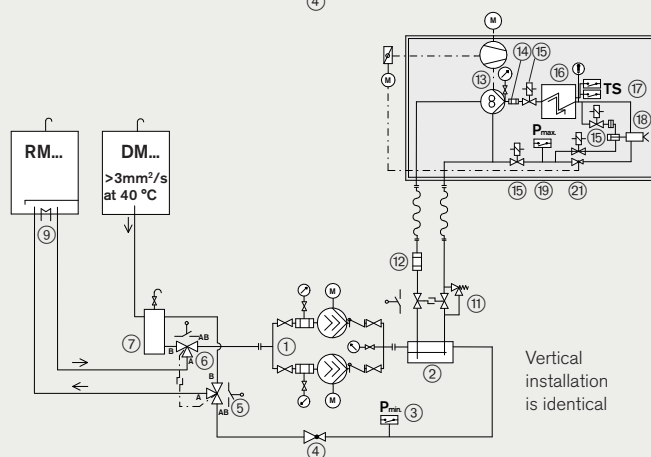 ④
M
M
⑬
⑭
⑮
⑯
TS
⑰
⑱
⑮
Pmax.
⑮
⑲
㉑
8
RM...
⑨
DM...
>3mm²/s
at 40 °C
⑫
⑪
⑦
B
AB
A
⑥
B
A
AB
⑤
M
①
M
②
Pmin.
③
④
Vertical
installation
is identical